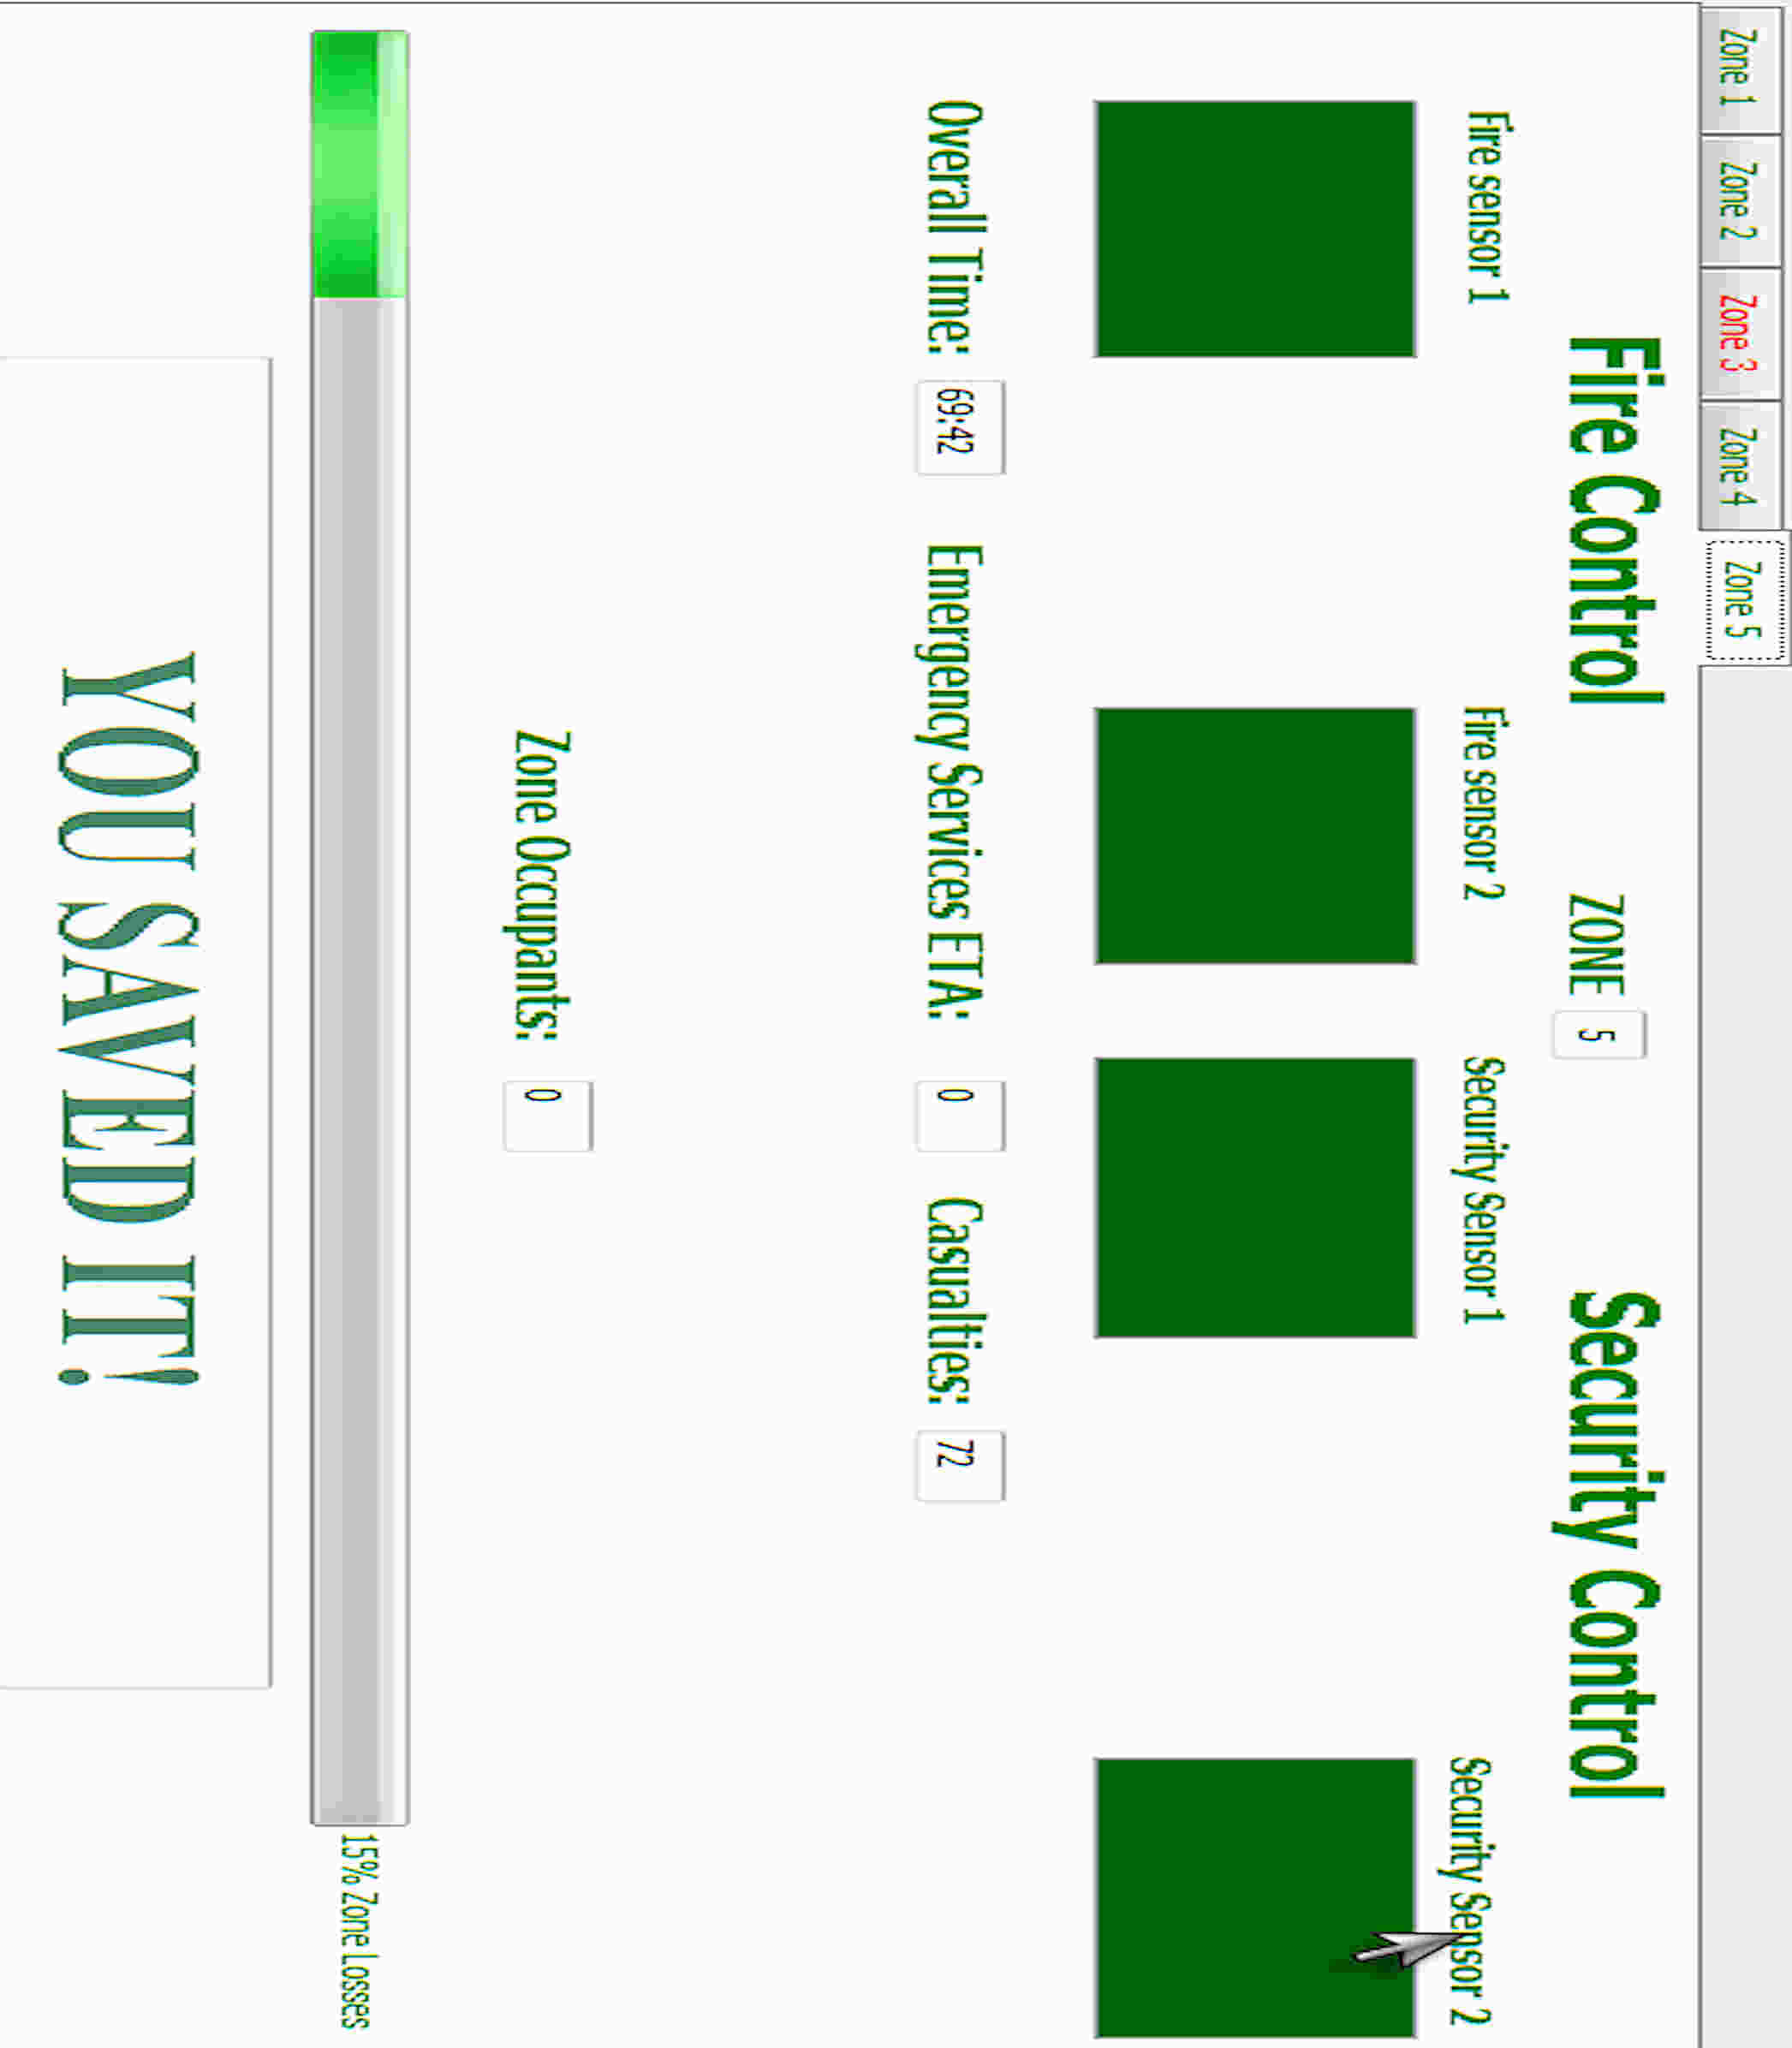 Zone 1 Zone 2 Zone 3 Zone 4 Zone 5
Fire Control ZONE 5 Security Control
Fire sensor 1 Fire sensor 2 Security Sensor 1 Security Sensor 2
Overall Time: 69:42 Emergency Services ETA: 0 Casualties: 72
Zone Occupants: 0
15% Zone Losses
YOU SAVED IT!